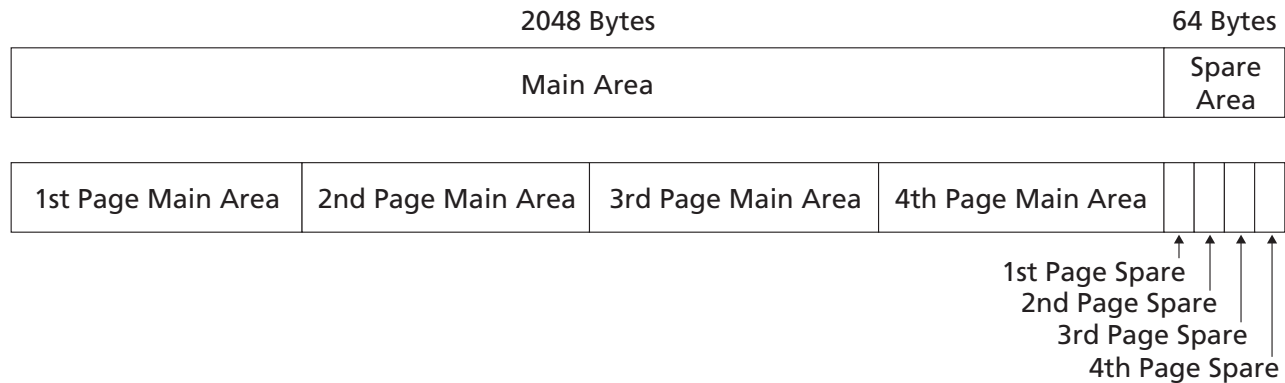 2048 Bytes 64 Bytes
Main Area
Spare
Area
1st Page Main Area 2nd Page Main Area 3rd Page Main Area 4th Page Main Area
1st Page Spare
2nd Page Spare
3rd Page Spare
4th Page Spare